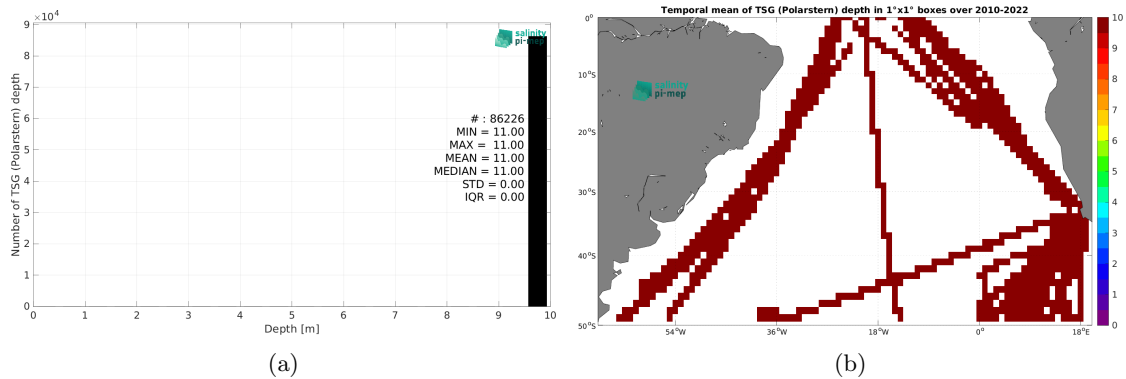 ×10⁴
9
8
7
6
5
4
3
2
1
0
Number of TSG (Polarstern) depth
salinity
pi-mep
# : 86226
MIN = 11.00
MAX = 11.00
MEAN = 11.00
MEDIAN = 11.00
STD = 0.00
IQR = 0.00
0 1 2 3 4 5 6 7 8 9 10
Depth [m]
(a)
Temporal mean of TSG (Polarstern) depth in 1°x1° boxes over 2010-2022
0°
10°S
20°S
30°S
40°S
50°S
salinity
pi-mep
54°W 36°W 18°W 0° 18°E
10
9
8
7
6
5
4
3
2
1
0
(b)